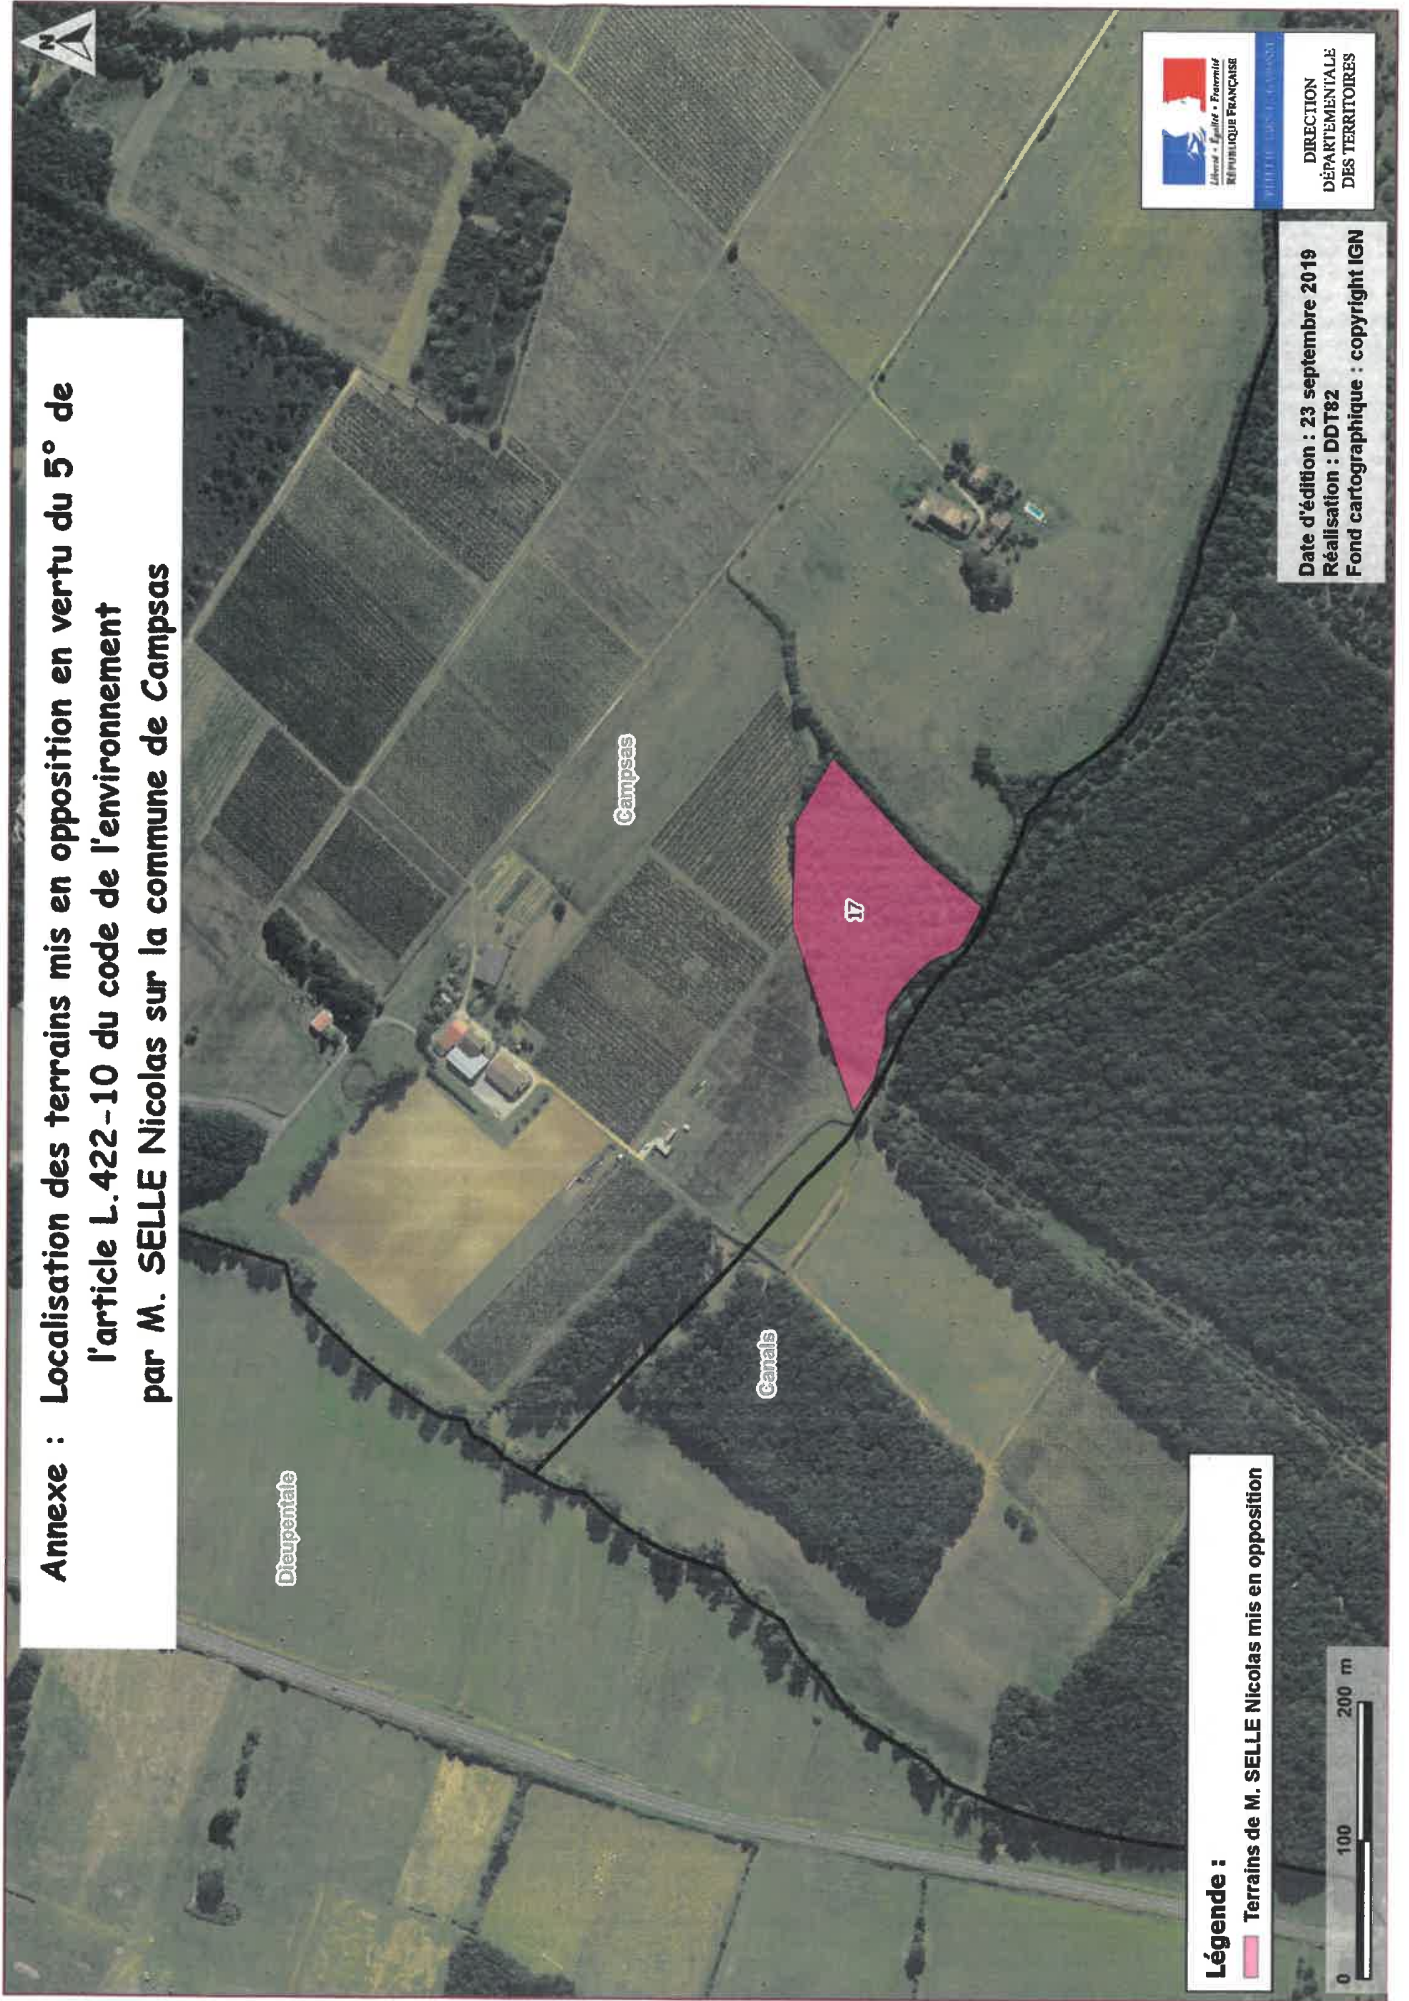 N
Annexe : Localisation des terrains mis en opposition en vertu du 5° de
l'article L.422-10 du code de l'environnement
par M. SELLE Nicolas sur la commune de Campsas
Dieupentale
Campsas
Canals
17
Légende :
Terrains de M. SELLE Nicolas mis en opposition
0 100 200 m
Liberté • Égalité • Fraternité
RÉPUBLIQUE FRANÇAISE
DIRECTION
DÉPARTEMENTALE
DES TERRITOIRES
Date d'édition : 23 septembre 2019
Réalisation : DDT82
Fond cartographique : copyright IGN